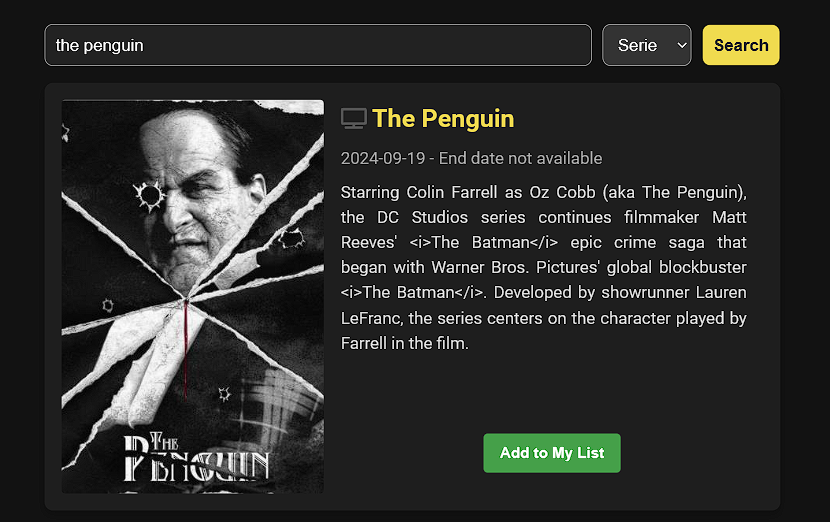 the penguin
Serie
Search
The Penguin
2024-09-19 - End date not available
Starring Colin Farrell as Oz Cobb (aka The Penguin),
the DC Studios series continues filmmaker Matt
Reeves' <i>The Batman</i> epic crime saga that
began with Warner Bros. Pictures' global blockbuster
<i>The Batman</i>. Developed by showrunner Lauren
LeFranc, the series centers on the character played by
Farrell in the film.
THE
PENGUIN
Add to My List